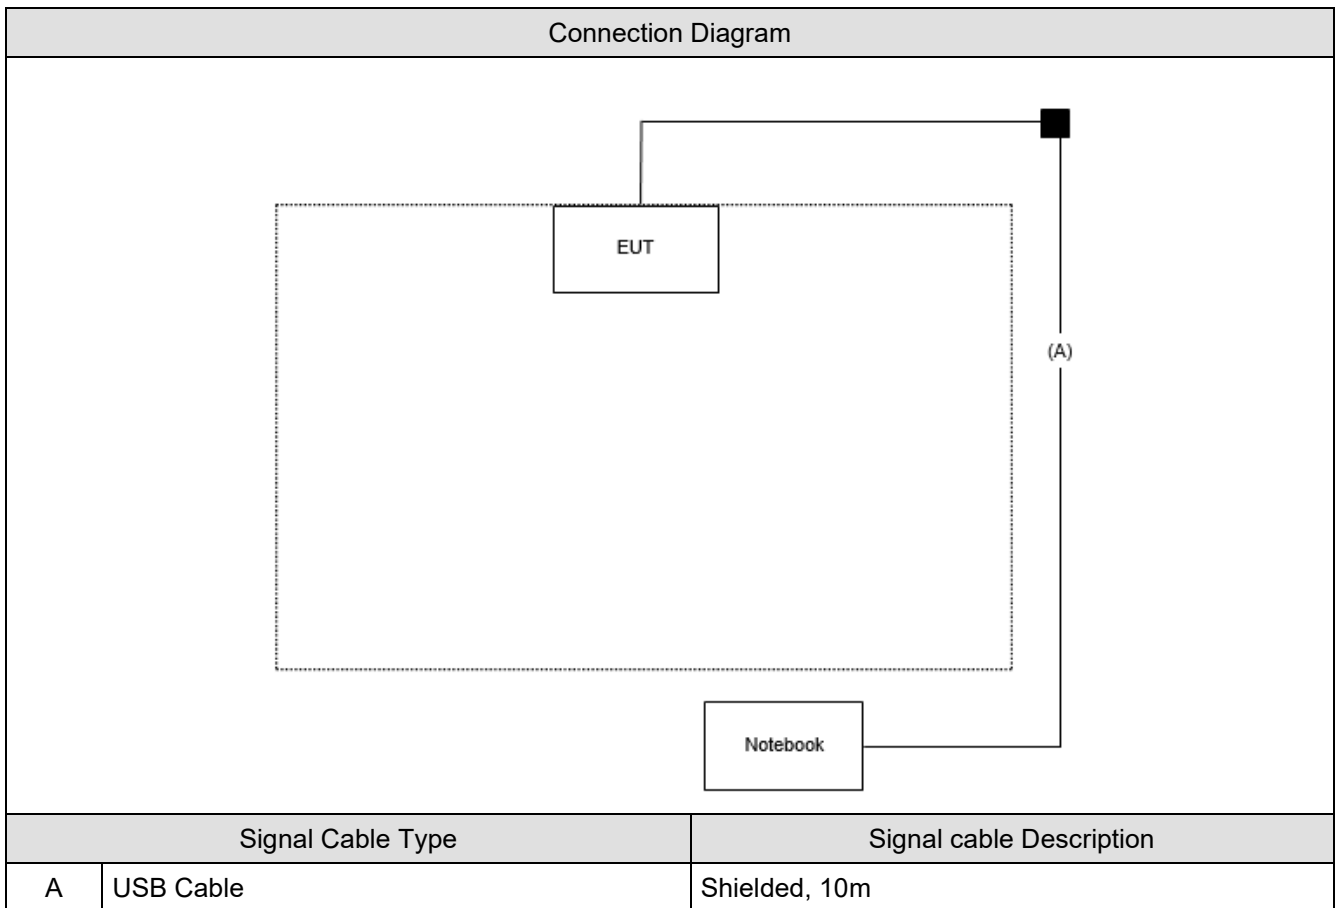 Connection Diagram
EUT
(A)
Notebook
Signal Cable Type Signal cable Description
A USB Cable Shielded, 10m